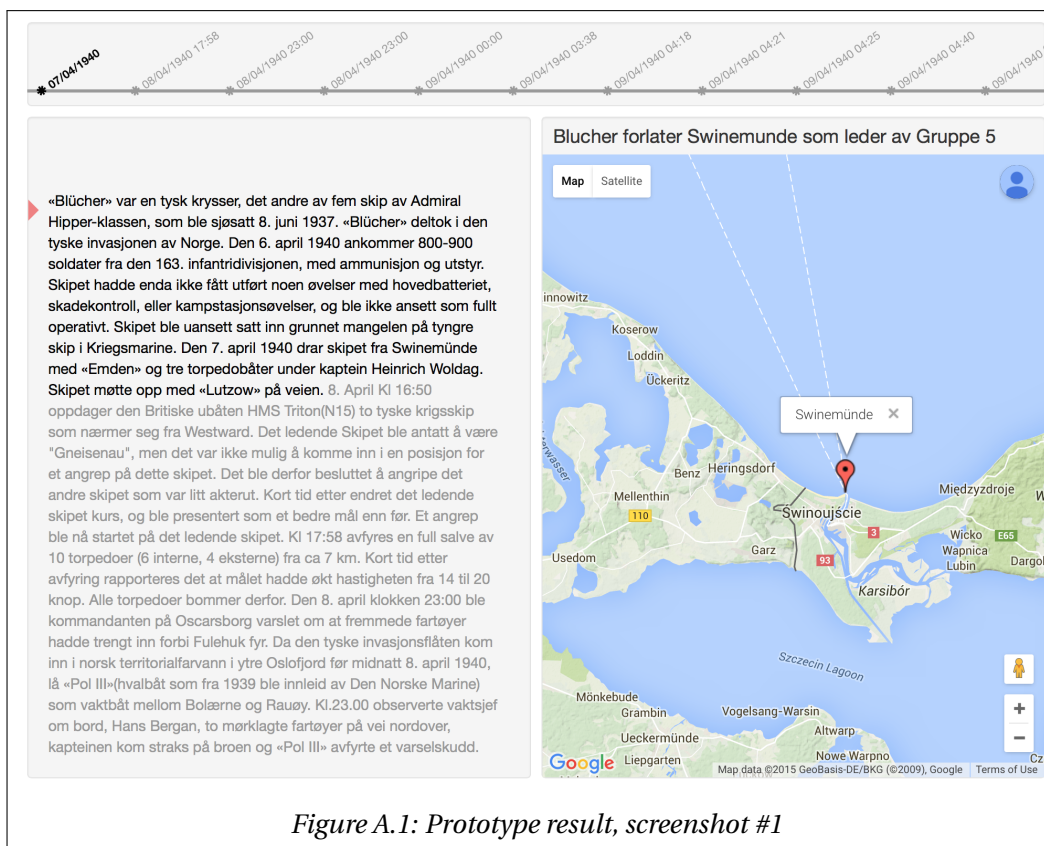 07/04/1940
08/04/1940 17:58
08/04/1940 23:00
08/04/1940 23:00
09/04/1940 00:00
09/04/1940 03:38
09/04/1940 04:18
09/04/1940 04:21
09/04/1940 04:25
09/04/1940 04:40
09/04/1940
«Blücher» var en tysk krysser, det andre av fem skip av Admiral
Hipper-klassen, som ble sjøsatt 8. juni 1937. «Blücher» deltok i den
tyske invasjonen av Norge. Den 6. april 1940 ankommer 800-900
soldater fra den 163. infantridivisjonen, med ammunisjon og utstyr.
Skipet hadde enda ikke fått utført noen øvelser med hovedbatteriet,
skadekontroll, eller kampstasjonsøvelser, og ble ikke ansett som fullt
operativt. Skipet ble uansett satt inn grunnet mangelen på tyngre
skip i Kriegsmarine. Den 7. april 1940 drar skipet fra Swinemünde
med «Emden» og tre torpedobåter under kaptein Heinrich Woldag.
Skipet møtte opp med «Lutzow» på veien. 8. April Kl 16:50
oppdager den Britiske ubåten HMS Triton(N15) to tyske krigsskip
som nærmer seg fra Westward. Det ledende Skipet ble antatt å være
"Gneisenau", men det var ikke mulig å komme inn i en posisjon for
et angrep på dette skipet. Det ble derfor besluttet å angripe det
andre skipet som var litt akterut. Kort tid etter endret det ledende
skipet kurs, og ble presentert som et bedre mål enn før. Et angrep
ble nå startet på det ledende skipet. Kl 17:58 avfyres en full salve av
10 torpedoer (6 interne, 4 eksterne) fra ca 7 km. Kort tid etter
avfyring rapporteres det at målet hadde økt hastigheten fra 14 til 20
knop. Alle torpedoer bommer derfor. Den 8. april klokken 23:00 ble
kommandanten på Oscarsborg varslet om at fremmede fartøyer
hadde trengt inn forbi Fulehuk fyr. Da den tyske invasjonsflåten kom
inn i norsk territorialfarvann i ytre Oslofjord før midnatt 8. april 1940,
lå «Pol III»(hvalbåt som fra 1939 ble innleid av Den Norske Marine)
som vaktbåt mellom Bolærne og Rauøy. Kl.23.00 observerte vaktsjef
om bord, Hans Bergan, to mørklagte fartøyer på vei nordover,
kapteinen kom straks på broen og «Pol III» avfyrte et varselskudd.
Blucher forlater Swinemunde som leder av Gruppe 5
Map Satellite
innowitz
Koserow
Loddin
Ückeritz
Swinemünde
Benz
Heringsdorf
Mellenthin
110
Międzyzdroje
W
Świnoujście
3
Wicko
E65
Wapnica
Lubin
Dargo
Usedom
Garz
93
Karsibór
Szczecin Lagoon
Mönkebude
Grambin
Vogelsang-Warsin
Ueckermünde
Altwarp
Liepgarten
Nowe Warpno
Cz
Google
Map data ©2015 GeoBasis-DE/BKG (©2009), Google
Terms of Use
Figure A.1: Prototype result, screenshot #1